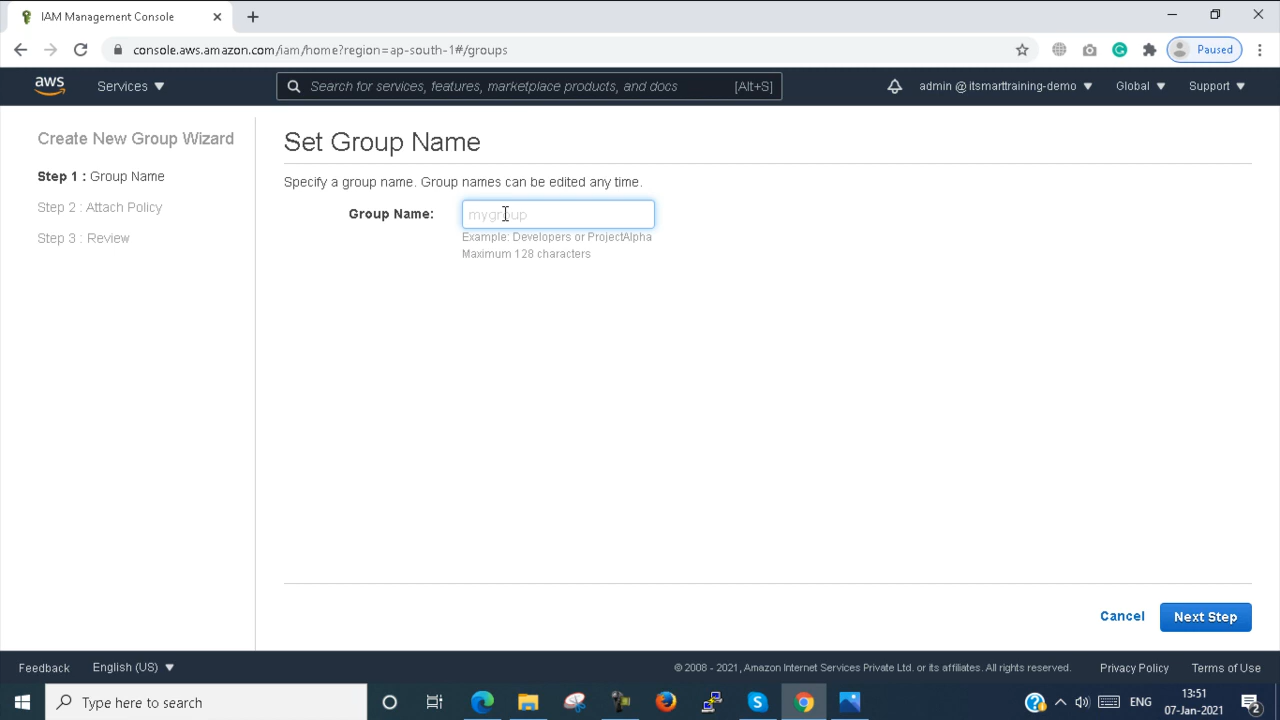 IAM Management Console
console.aws.amazon.com/iam/home?region=ap-south-1#/groups
Paused
aws
Services
Search for services, features, marketplace products, and docs
[Alt+S]
admin @ itsmarttraining-demo
Global
Support
Create New Group Wizard
Step 1 : Group Name
Step 2 : Attach Policy
Step 3 : Review
Set Group Name
Specify a group name. Group names can be edited any time.
Group Name:
mygroup
Example: Developers or ProjectAlpha
Maximum 128 characters
Cancel
Next Step
Feedback
English (US)
© 2008 - 2021, Amazon Internet Services Private Ltd. or its affiliates. All rights reserved.
Privacy Policy
Terms of Use
Type here to search
ENG
13:51
07-Jan-2021
2